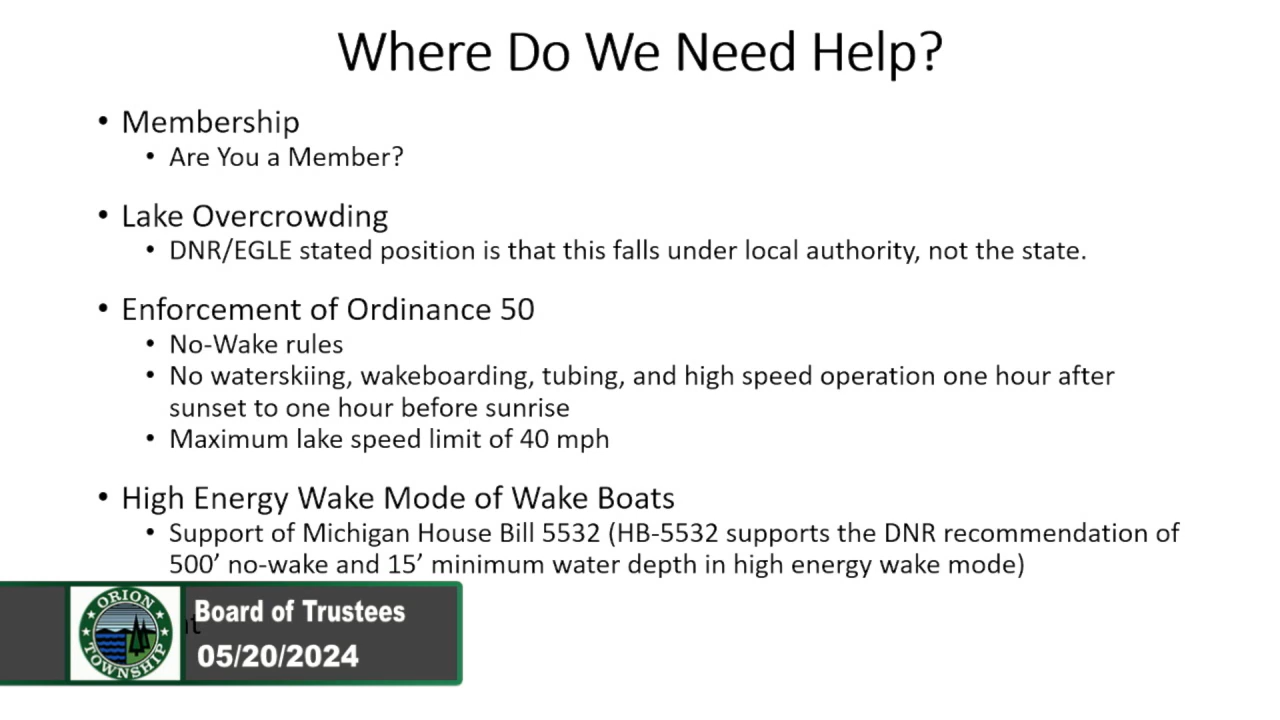 Where Do We Need Help?
• Membership
• Are You a Member?
• Lake Overcrowding
• DNR/EGLE stated position is that this falls under local authority, not the state.
• Enforcement of Ordinance 50
• No-Wake rules
• No waterskiing, wakeboarding, tubing, and high speed operation one hour after
sunset to one hour before sunrise
• Maximum lake speed limit of 40 mph
• High Energy Wake Mode of Wake Boats
• Support of Michigan House Bill 5532 (HB-5532 supports the DNR recommendation of
500’ no-wake and 15’ minimum water depth in high energy wake mode)
ORION
TOWNSHIP
Board of Trustees
05/20/2024